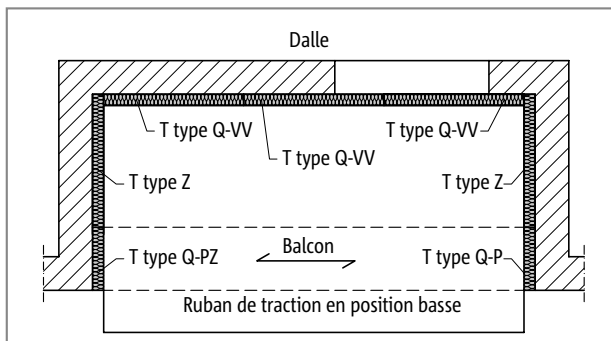 Dalle
T type Q-VV
T type Q-VV
T type Q-VV
T type Z
T type Z
Balcon
T type Q-PZ
T type Q-P
Ruban de traction en position basse